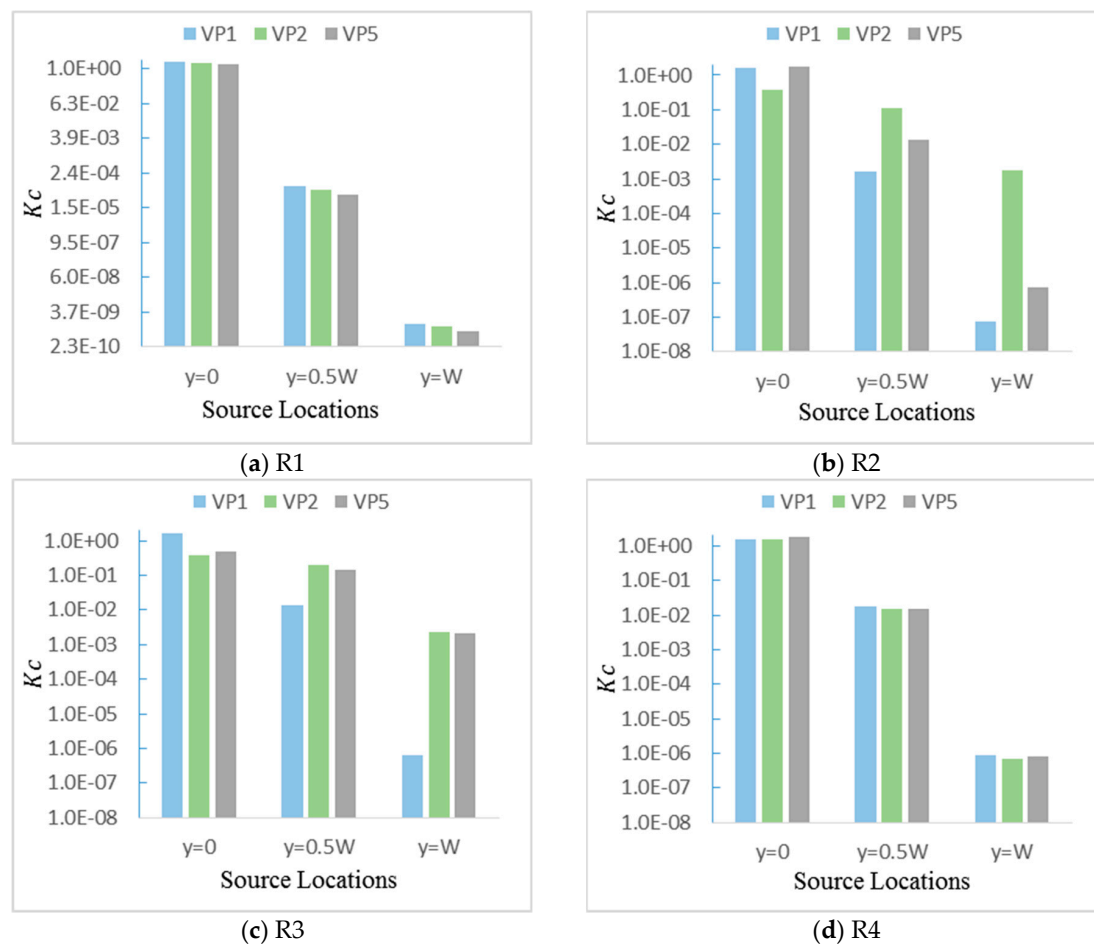 VP1 VP2 VP5
1.0E+00
6.3E-02
3.9E-03
2.4E-04
1.5E-05
9.5E-07
6.0E-08
3.7E-09
2.3E-10
Kc
y=0 y=0.5W y=W
Source Locations
(a) R1
VP1 VP2 VP5
1.0E+00
1.0E-01
1.0E-02
1.0E-03
1.0E-04
1.0E-05
1.0E-06
1.0E-07
1.0E-08
Kc
y=0 y=0.5W y=W
Source Locations
(b) R2
VP1 VP2 VP5
1.0E+00
1.0E-01
1.0E-02
1.0E-03
1.0E-04
1.0E-05
1.0E-06
1.0E-07
1.0E-08
Kc
y=0 y=0.5W y=W
Source Locations
(c) R3
VP1 VP2 VP5
1.0E+00
1.0E-01
1.0E-02
1.0E-03
1.0E-04
1.0E-05
1.0E-06
1.0E-07
1.0E-08
Kc
y=0 y=0.5W y=W
Source Locations
(d) R4